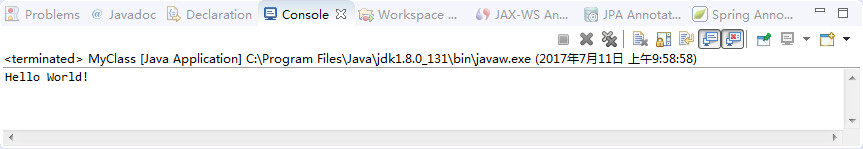 Problems @ Javadoc Declaration Console Workspace ... JAX-WS An... JPA Annotat... Spring Anno...
<terminated> MyClass [Java Application] C:\Program Files\Java\jdk1.8.0_131\bin\javaw.exe (2017年7月11日 上午9:58:58)
Hello World!